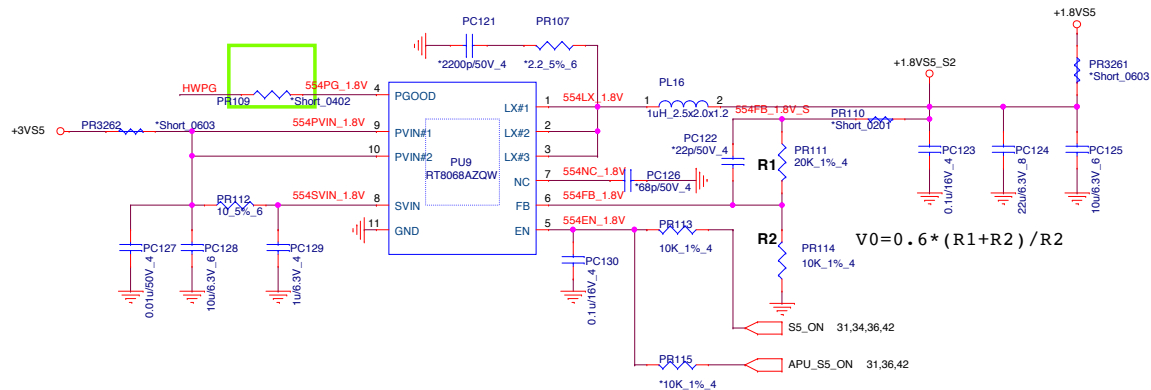 PC121
PR107
+1.8VS5
*2200p/50V_4
*2.2_5%_6
+1.8VS5_S2
PR3261
*Short_0603
HWPG
554PG_1.8V
PR109
*Short_0402
4
PGOOD
LX#1
1
554LX_1.8V
PL16
1
2
1uH_2.5x2.0x1.2
554FB_1.8V_S
PR110
*Short_0201
+3VS5
PR3262
*Short_0603
554PVIN_1.8V
9
PVIN#1
LX#2
2
10
PVIN#2
LX#3
3
PU9
RT8068AZQW
PC122
*22p/50V_4
R1
PR111
20K_1%_4
PC123
0.1u/16V_4
PC124
22u/6.3V_8
PC125
10u/6.3V_6
NC
7
554NC_1.8V
PC126
*68p/50V_4
PR112
10_5%_6
554SVIN_1.8V
8
SVIN
FB
6
554FB_1.8V
11
GND
EN
5
554EN_1.8V
PR113
10K_1%_4
R2
PR114
10K_1%_4
V0=0.6*(R1+R2)/R2
PC127
0.01u/50V_4
PC128
10u/6.3V_6
PC129
1u/6.3V_4
PC130
0.1u/16V_4
S5_ON 31,34,36,42
PR115
*10K_1%_4
APU_S5_ON 31,36,42